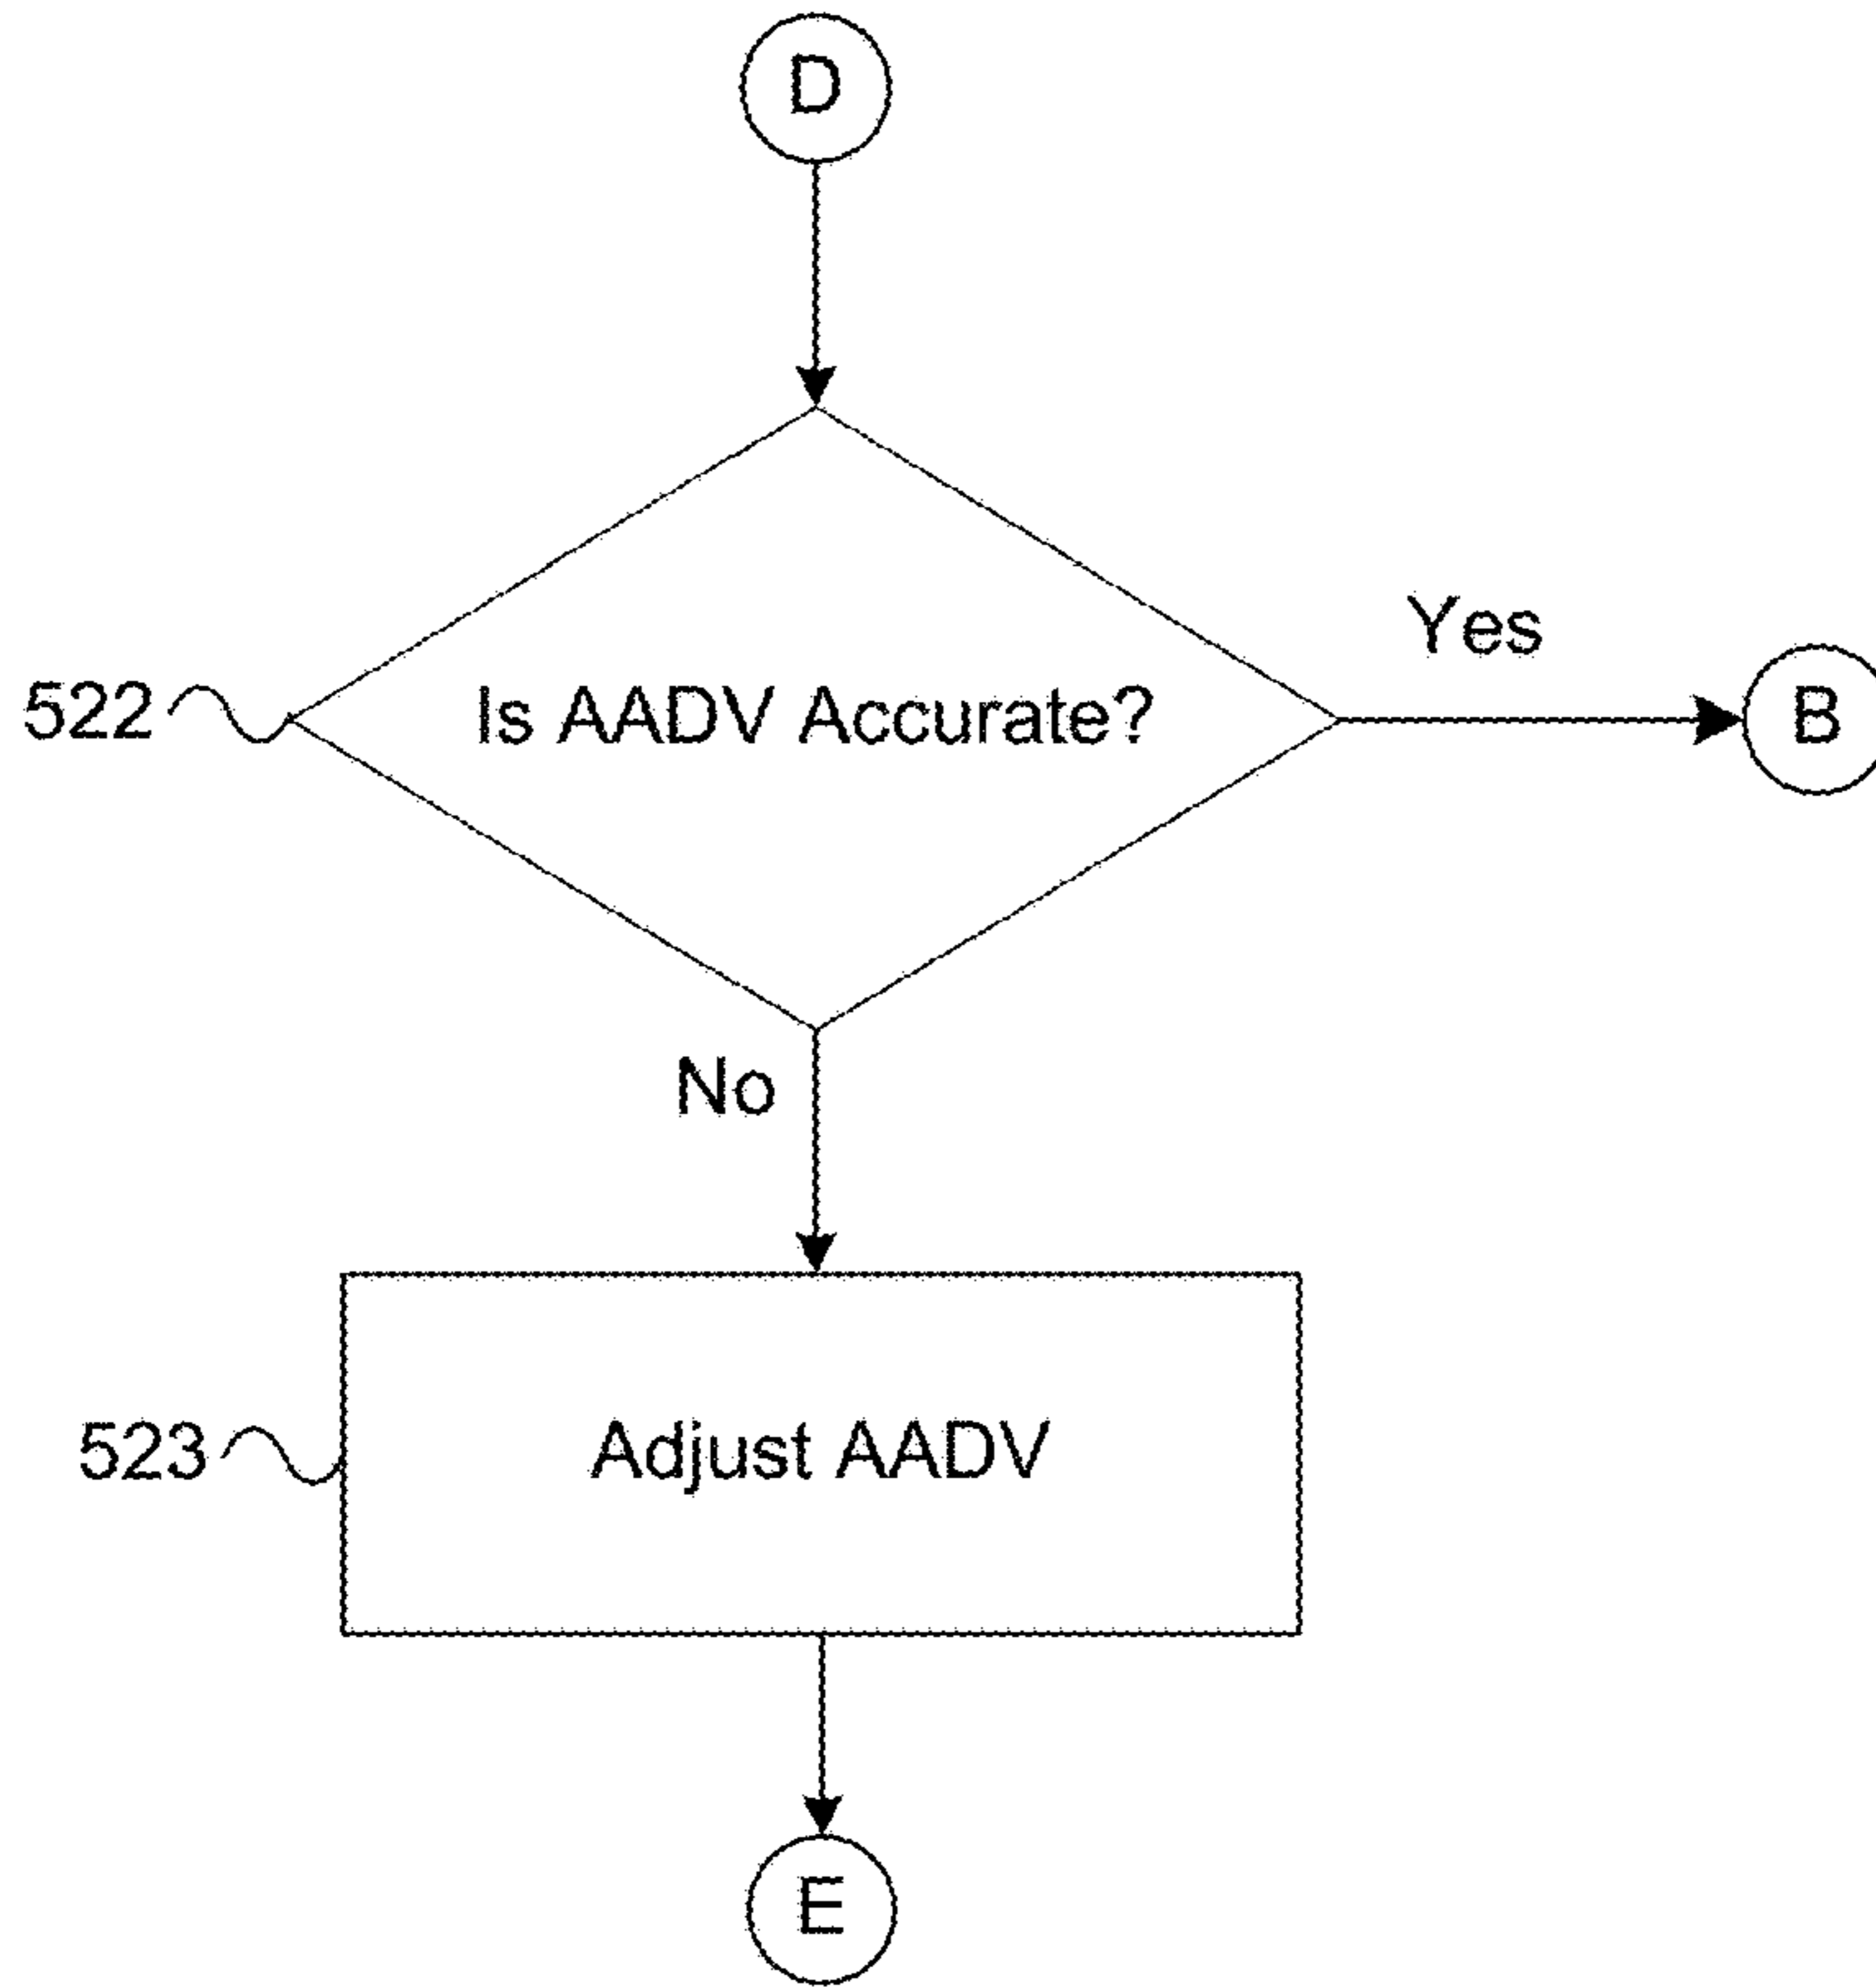 D
Yes
522
Is AADV Accurate?
B
No
523
Adjust AADV
E